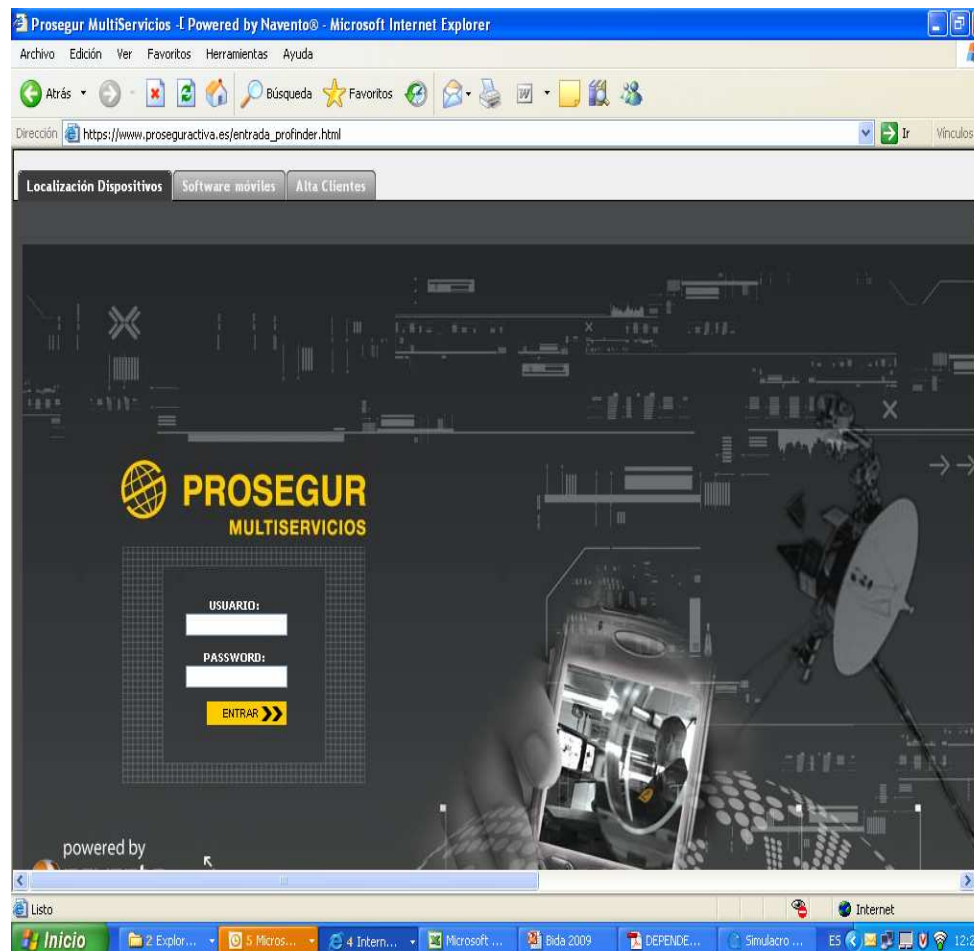 Prosegur MultiServicios -[ Powered by Navento® - Microsoft Internet Explorer
Archivo Edición Ver Favoritos Herramientas Ayuda
Atrás Búsqueda Favoritos
Dirección https://www.proseguractiva.es/entrada_profinder.html Ir Vínculos
Localización Dispositivos Software móviles Alta Clientes
PROSEGUR
MULTISERVICIOS
USUARIO:
PASSWORD:
ENTRAR
powered by
Listo Internet
Inicio 2 Explor... 5 Micros... 4 Intern... Microsoft ... Bida 2009 DEPENDE... Simulacro ... ES